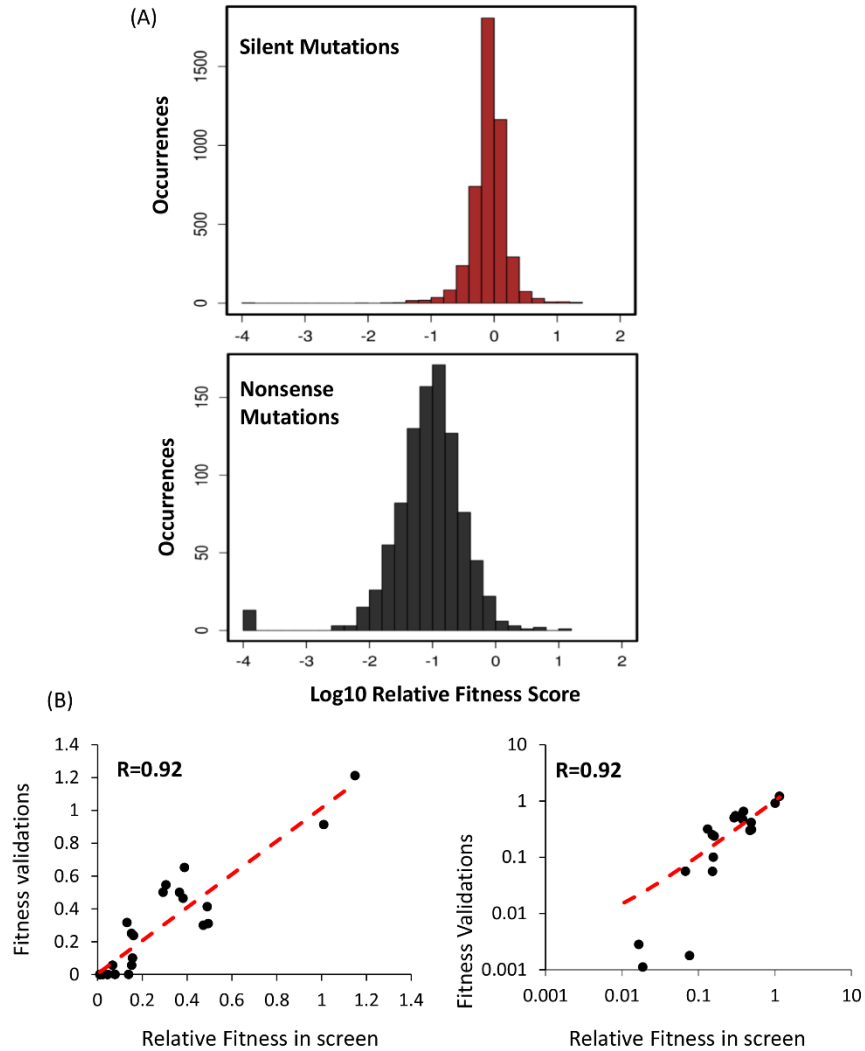 (A)
Silent Mutations
Occurrences
0 500 1000 1500
-4 -3 -2 -1 0 1 2
Nonsense
Mutations
Occurrences
0 50 100 150
-4 -3 -2 -1 0 1 2
Log10 Relative Fitness Score
(B)
R=0.92
Fitness validations
1.4
1.2
1
0.8
0.6
0.4
0.2
0
0 0.2 0.4 0.6 0.8 1 1.2 1.4
Relative Fitness in screen
R=0.92
Fitness Validations
10
1
0.1
0.01
0.001
0.001 0.01 0.1 1 10
Relative Fitness in screen